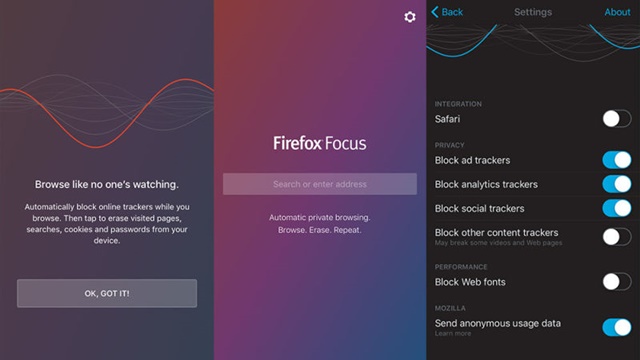 Browse like no one's watching.
Automatically block online trackers while you
browse. Then tap to erase visited pages,
searches, cookies and passwords from your
device.
OK, GOT IT!
Firefox Focus
Search or enter address
Automatic private browsing.
Browse. Erase. Repeat.
Back
Settings
About
INTEGRATION
Safari
PRIVACY
Block ad trackers
Block analytics trackers
Block social trackers
Block other content trackers
May break some videos and Web pages
PERFORMANCE
Block Web fonts
MOZILLA
Send anonymous usage data
Learn more